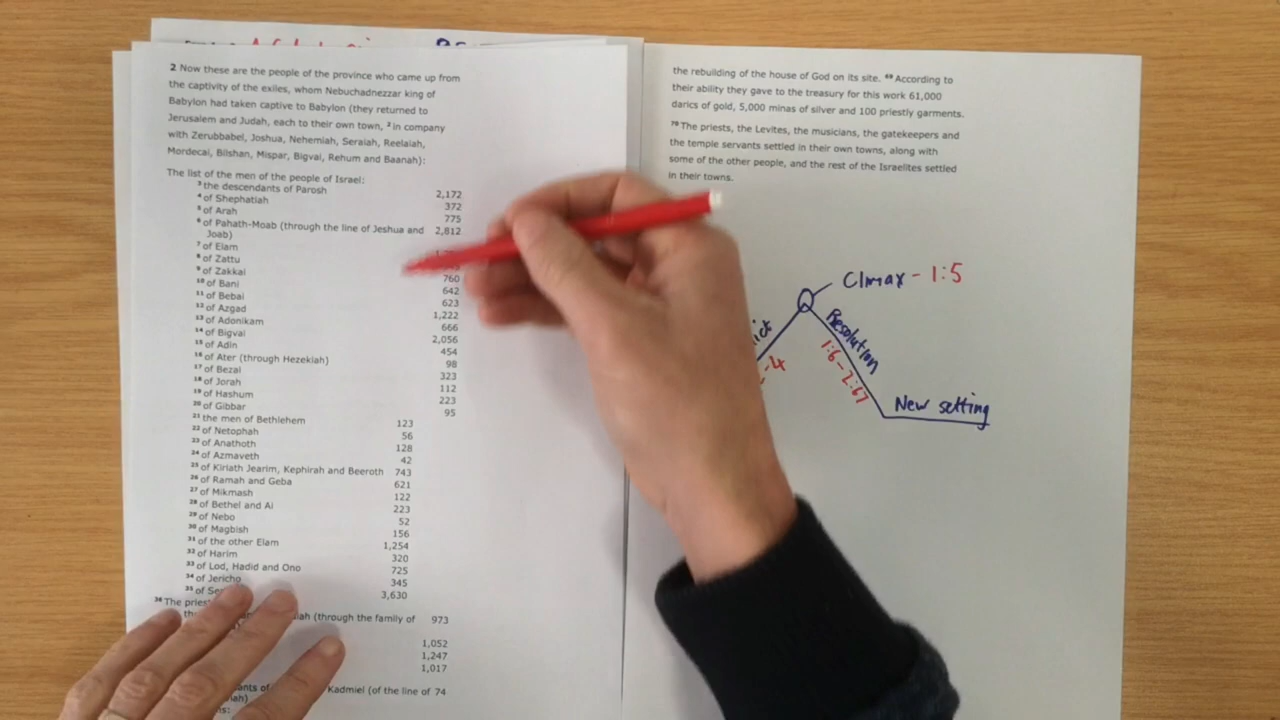 2 Now these are the people of the province who came up from
the captivity of the exiles, whom Nebuchadnezzar king of
Babylon had taken captive to Babylon (they returned to
Jerusalem and Judah, each to their own town, 2 in company
with Zerubbabel, Joshua, Nehemiah, Seraiah, Reelaiah,
Mordecai, Bilshan, Mispar, Bigvai, Rehum and Baanah):
The list of the men of the people of Israel:
3 the descendants of Parosh 2,172
4 of Shephatiah 372
5 of Arah 775
6 of Pahath-Moab (through the line of Jeshua and 2,812
Joab)
7 of Elam
8 of Zattu
9 of Zakkai 760
10 of Bani 642
11 of Bebai 623
12 of Azgad 1,222
13 of Adonikam 666
14 of Bigvai 2,056
15 of Adin 454
16 of Ater (through Hezekiah) 98
17 of Bezai 323
18 of Jorah 112
19 of Hashum 223
20 of Gibbar 95
21 the men of Bethlehem 123
22 of Netophah 56
23 of Anathoth 128
24 of Azmaveth 42
25 of Kiriath Jearim, Kephirah and Beeroth 743
26 of Ramah and Geba 621
27 of Mikmash 122
28 of Bethel and Ai 223
29 of Nebo 52
30 of Magbish 156
31 of the other Elam 1,254
32 of Harim 320
33 of Lod, Hadid and Ono 725
34 of Jericho 345
35 of 3,630
36 The (through the family of 973
1,052
1,247
1,017
Kadmiel (of the line of 74
the rebuilding of the house of God on its site. 69 According to
their ability they gave to the treasury for this work 61,000
darics of gold, 5,000 minas of silver and 100 priestly garments.
70 The priests, the Levites, the musicians, the gatekeepers and
the temple servants settled in their own towns, along with
some of the other people, and the rest of the Israelites settled
in their towns.
Climax - 1:5
Resolution
1:6-2:67
New setting